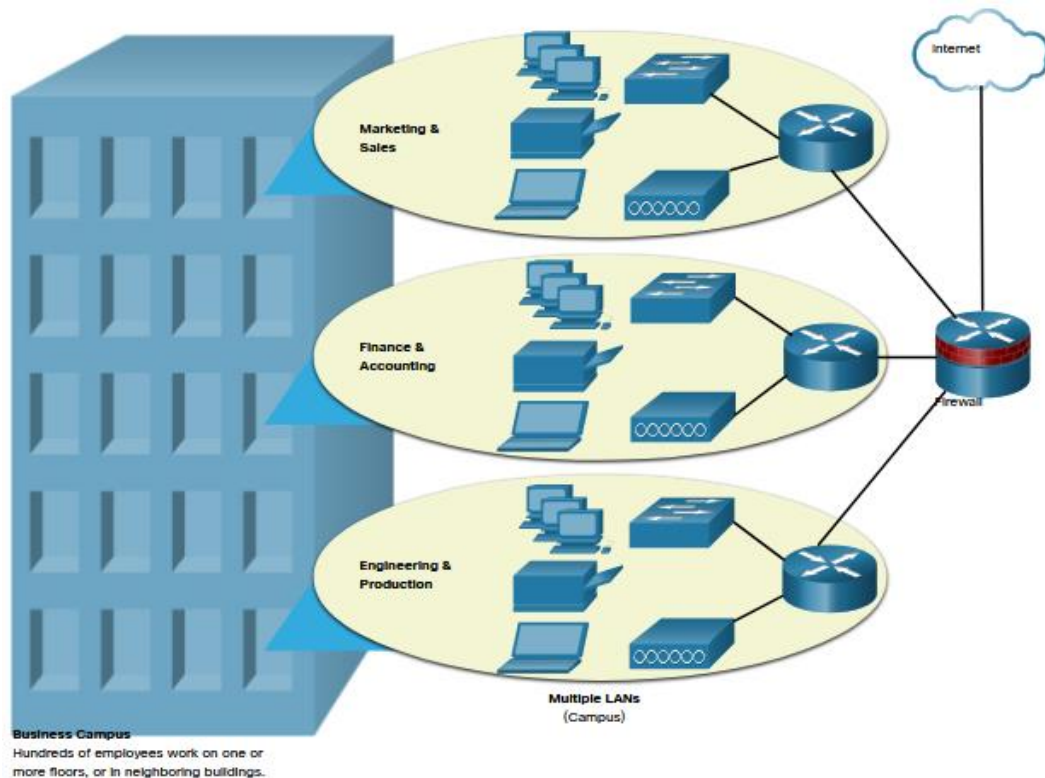 Internet
Marketing &
Sales
Finance &
Accounting
Firewall
Engineering &
Production
Multiple LANs
(Campus)
Business Campus
Hundreds of employees work on one or
more floors, or in neighboring buildings.